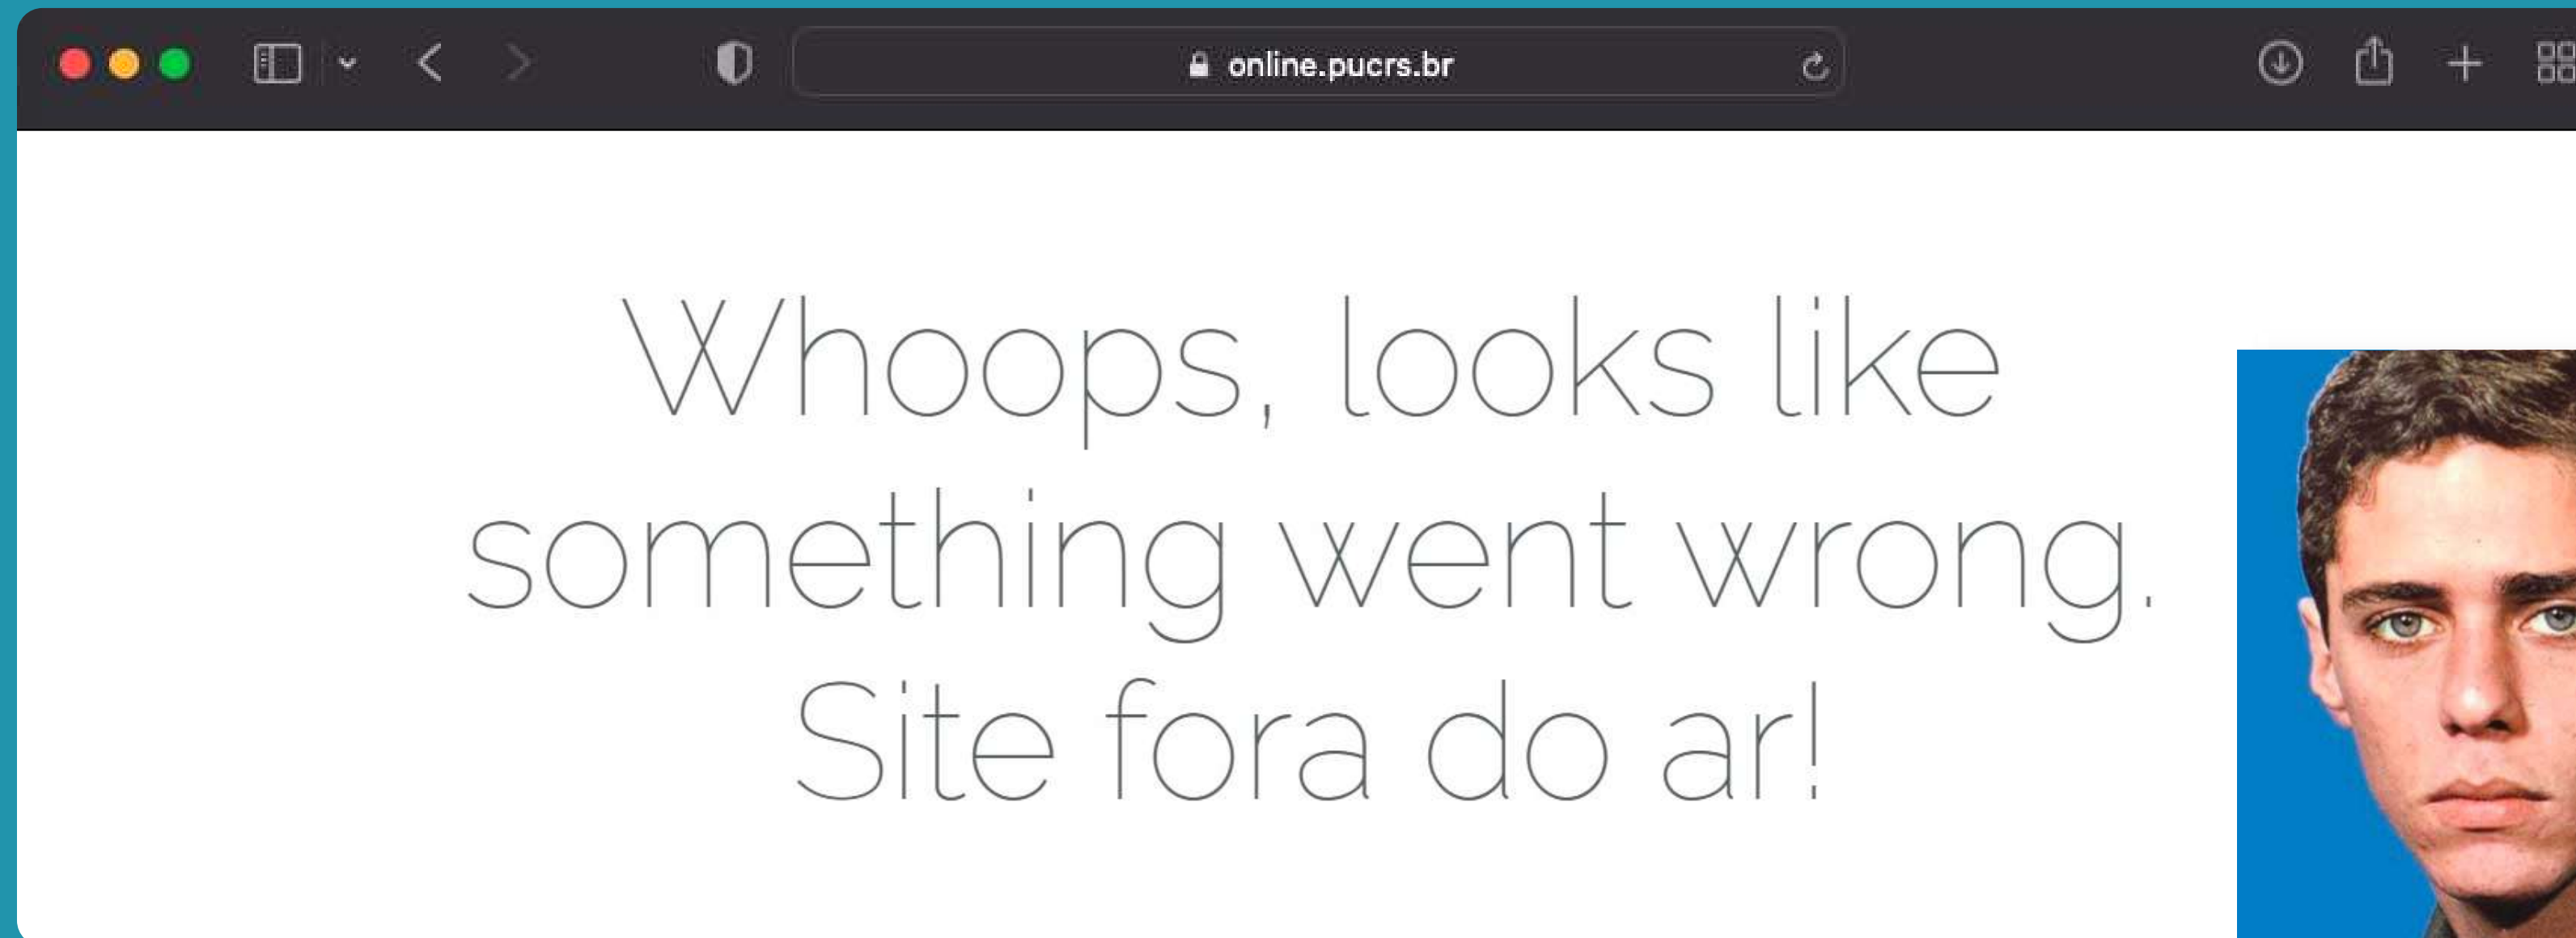 online.pucrs.br
Whoops, looks like
something went wrong.
Site fora do ar!